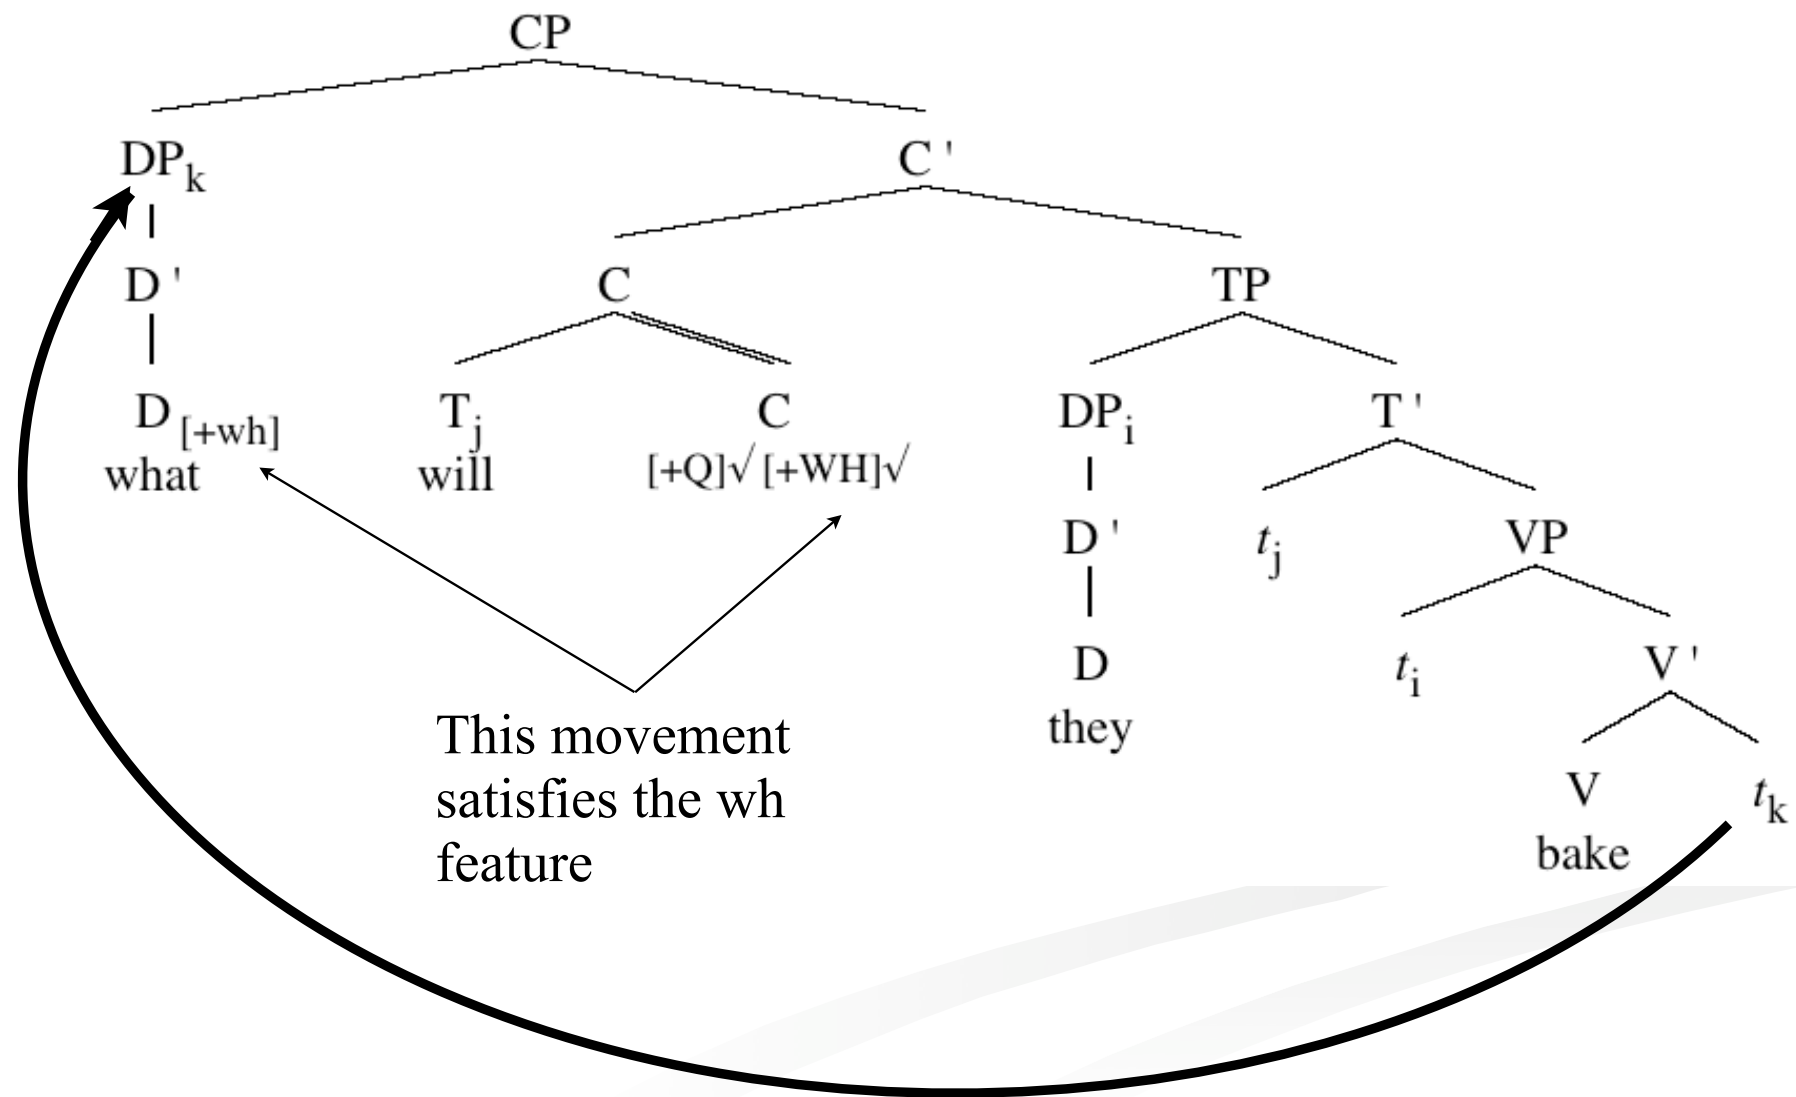 CP
DPk C '
D ' C TP
D [+wh] Tj C DPi T '
what will [+Q]√ [+WH]√
D ' tj VP
D ti V '
they
This movement
satisfies the wh
feature
V tk
bake